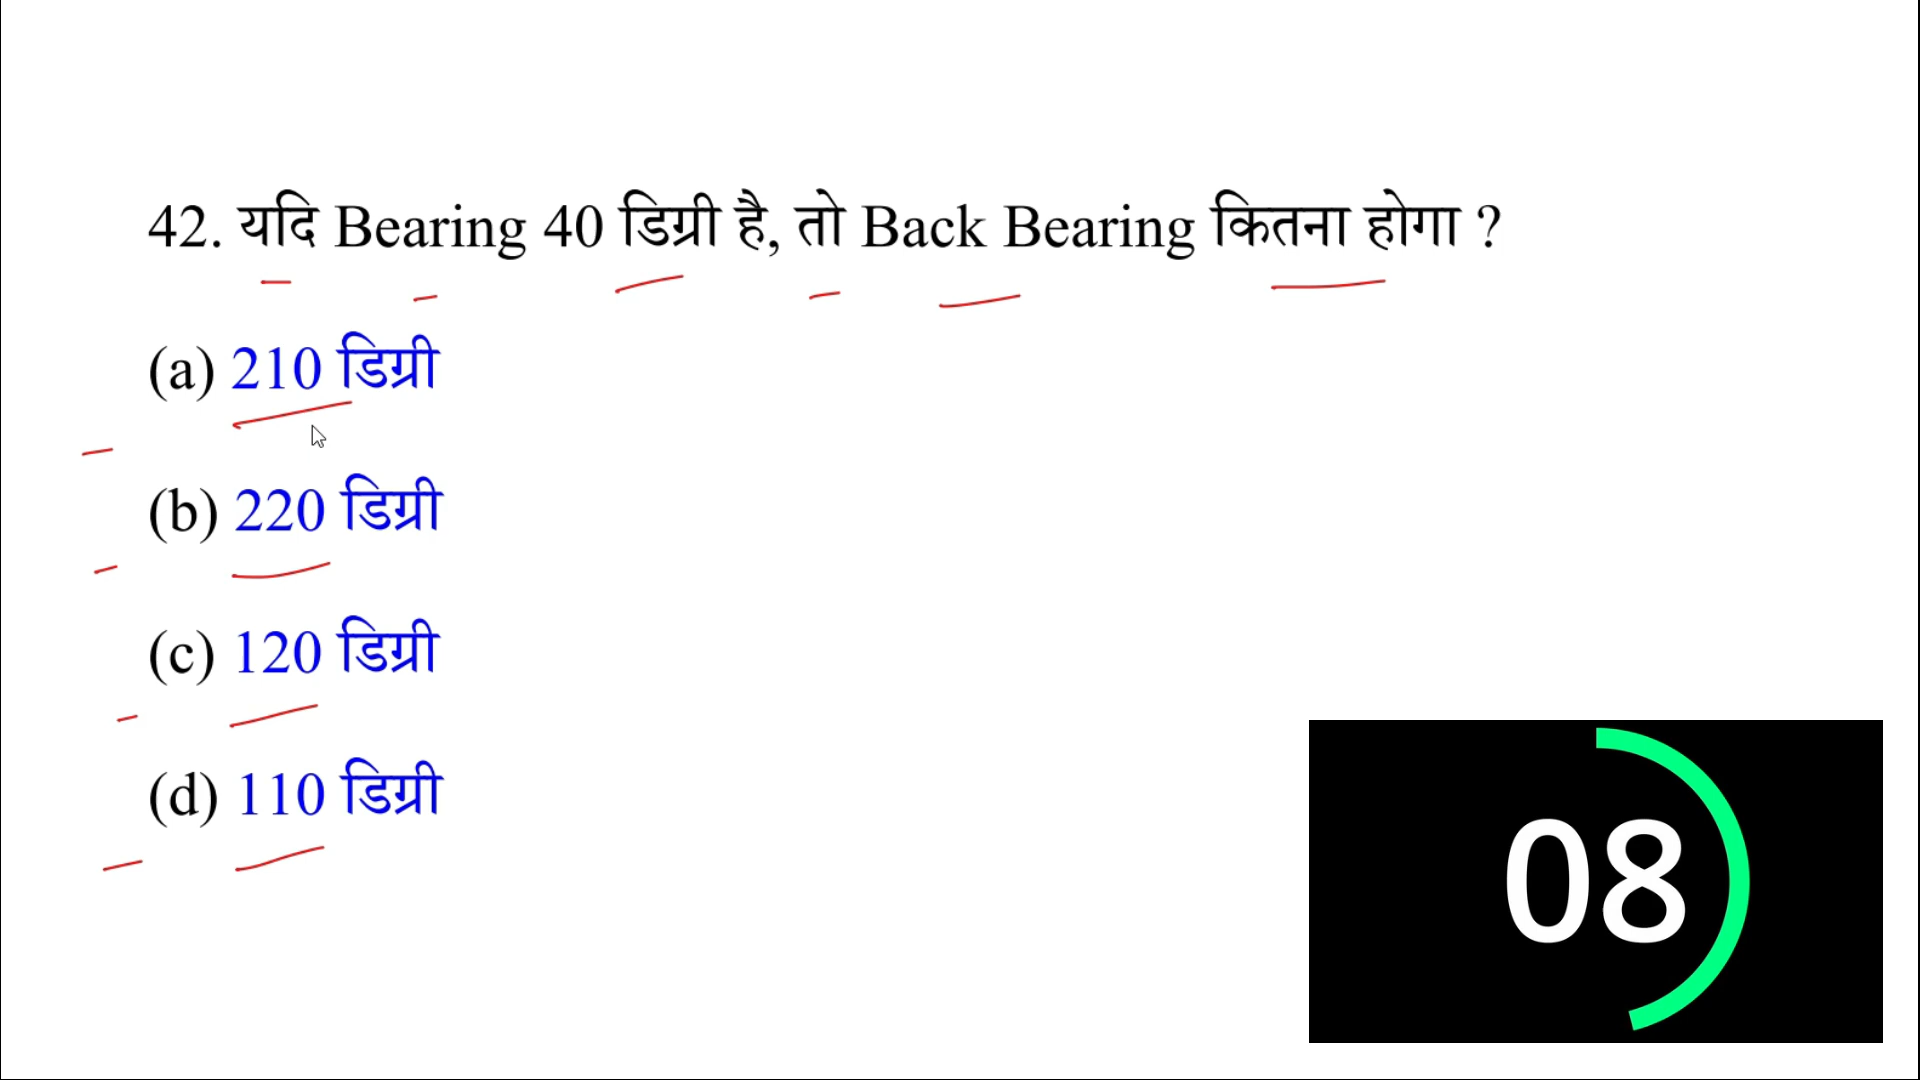 42. यदि Bearing 40 डिग्री है, तो Back Bearing कितना होगा ?
(a) 210 डिग्री
(b) 220 डिग्री
(c) 120 डिग्री
(d) 110 डिग्री
08